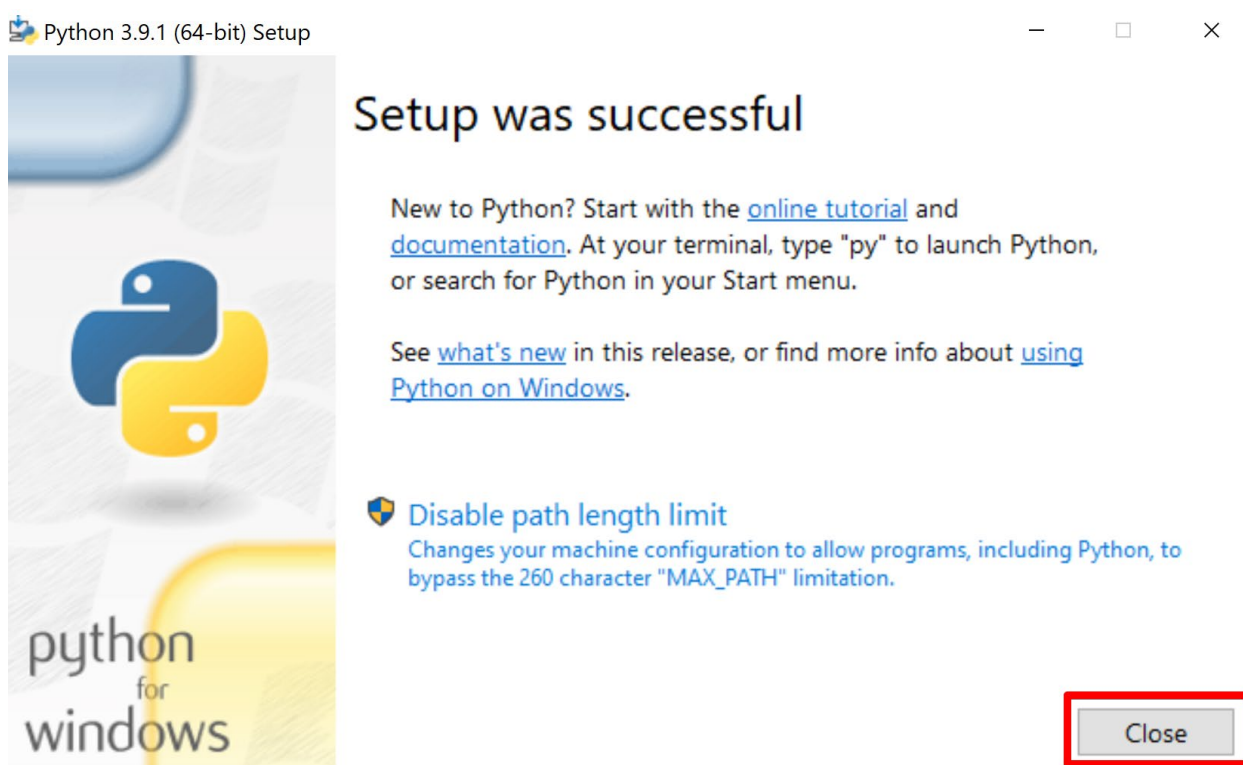 Python 3.9.1 (64-bit) Setup
Setup was successful
New to Python? Start with the online tutorial and
documentation. At your terminal, type "py" to launch Python,
or search for Python in your Start menu.
See what's new in this release, or find more info about using
Python on Windows.
Disable path length limit
Changes your machine configuration to allow programs, including Python, to
bypass the 260 character "MAX_PATH" limitation.
python
for
windows
Close